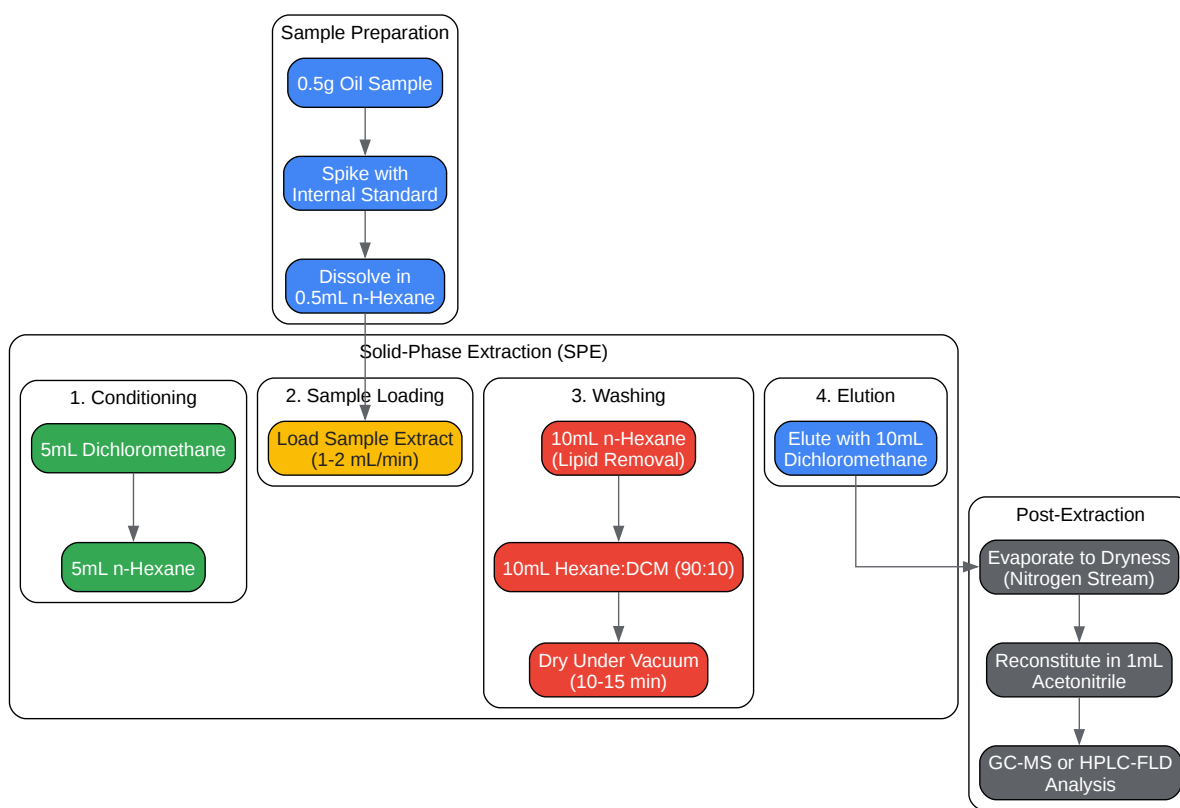 Sample Preparation
0.5g Oil Sample
Spike with
Internal Standard
Dissolve in
0.5mL n-Hexane
Solid-Phase Extraction (SPE)
1. Conditioning
5mL Dichloromethane
5mL n-Hexane
2. Sample Loading
Load Sample Extract
(1-2 mL/min)
3. Washing
10mL n-Hexane
(Lipid Removal)
10mL Hexane:DCM (90:10)
Dry Under Vacuum
(10-15 min)
4. Elution
Elute with 10mL
Dichloromethane
Post-Extraction
Evaporate to Dryness
(Nitrogen Stream)
Reconstitute in 1mL
Acetonitrile
GC-MS or HPLC-FLD
Analysis